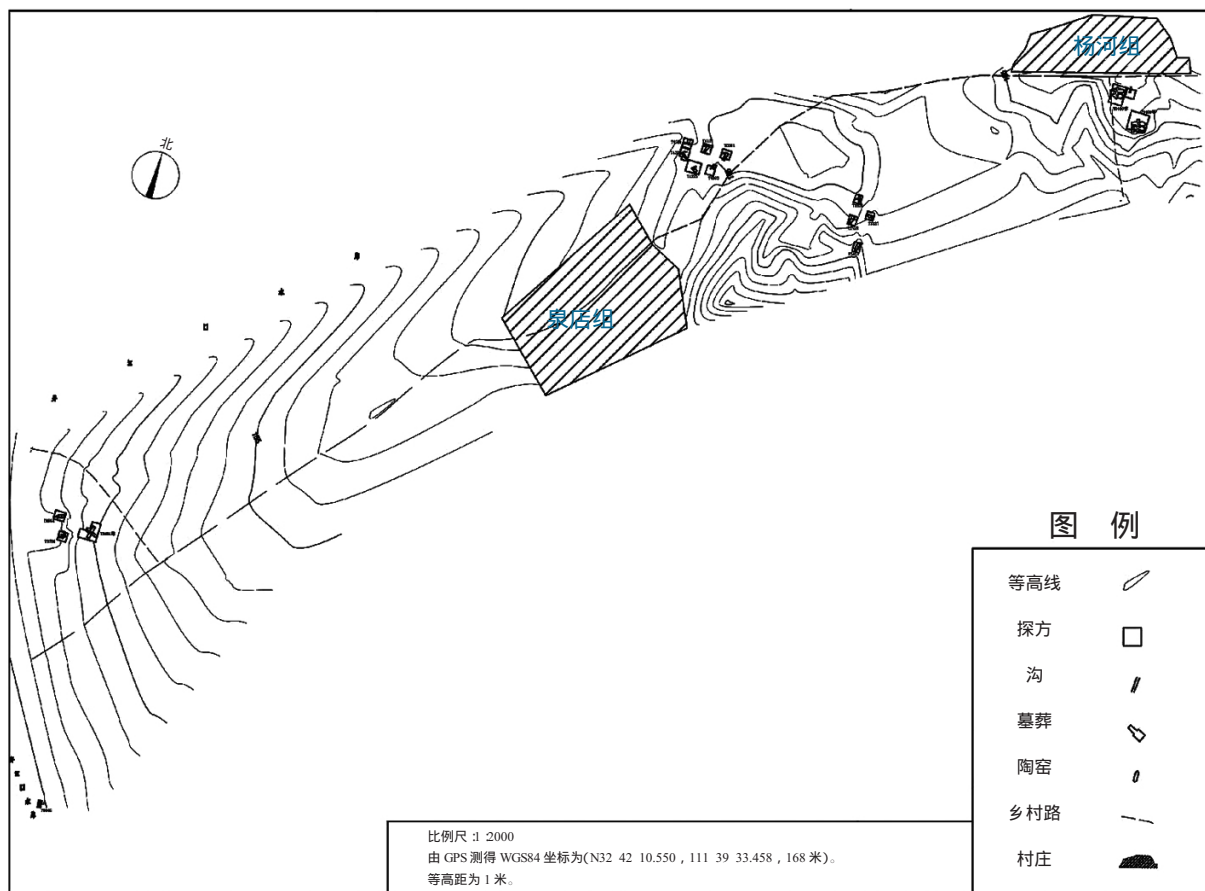 杨河组
北
泉店组
图 例
等高线
探方
沟
墓葬
陶窑
乡村路
村庄
比例尺 :1 :2000
由 GPS 测得 WGS84 坐标为(N32 42 10.550 , 111 39 33.458 , 168 米) 。
等高距为 1 米 。